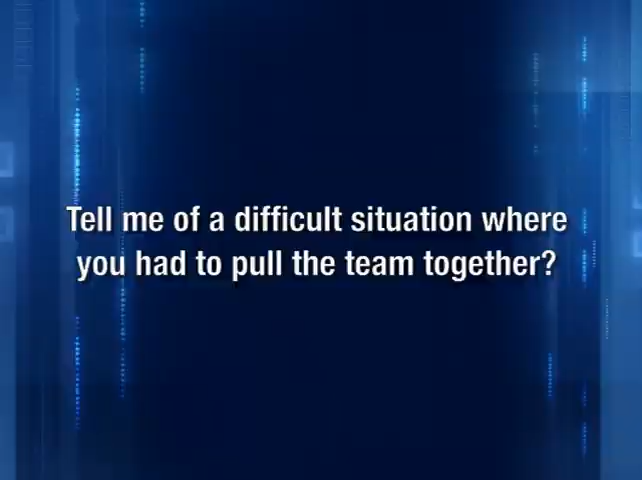 Tell me of a difficult situation where
you had to pull the team together?